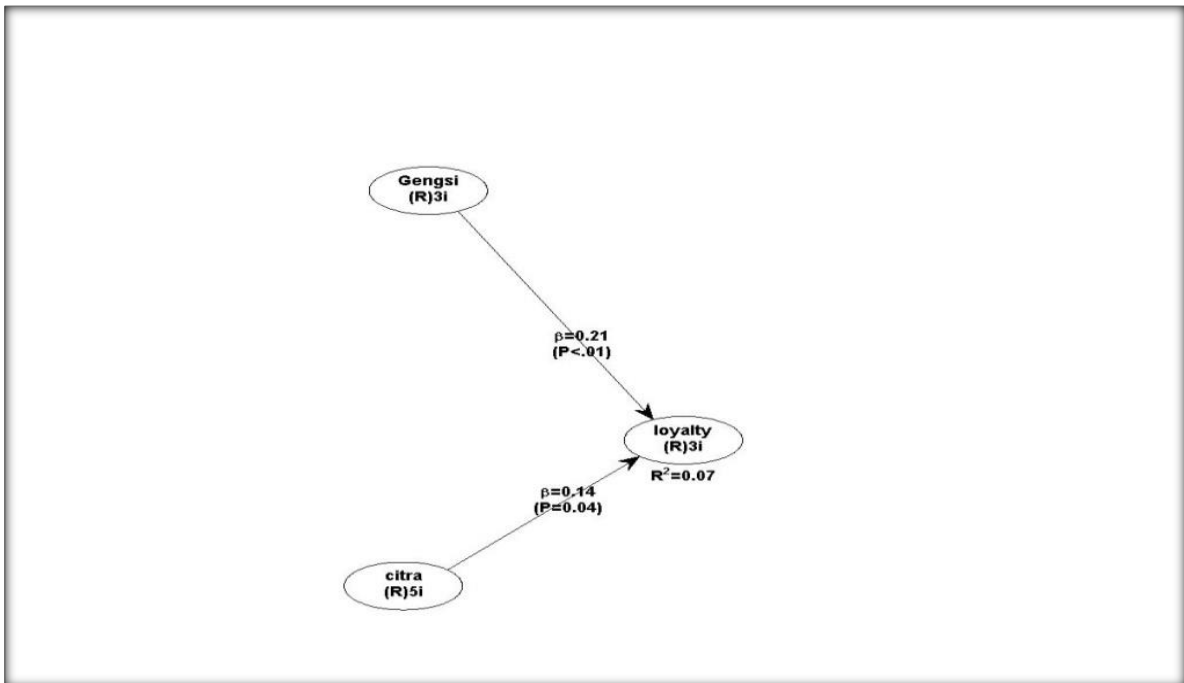 Gengsi
(R)3i
β=0.21
(P<.01)
loyalty
(R)3i
R²=0.07
β=0.14
(P=0.04)
citra
(R)5i